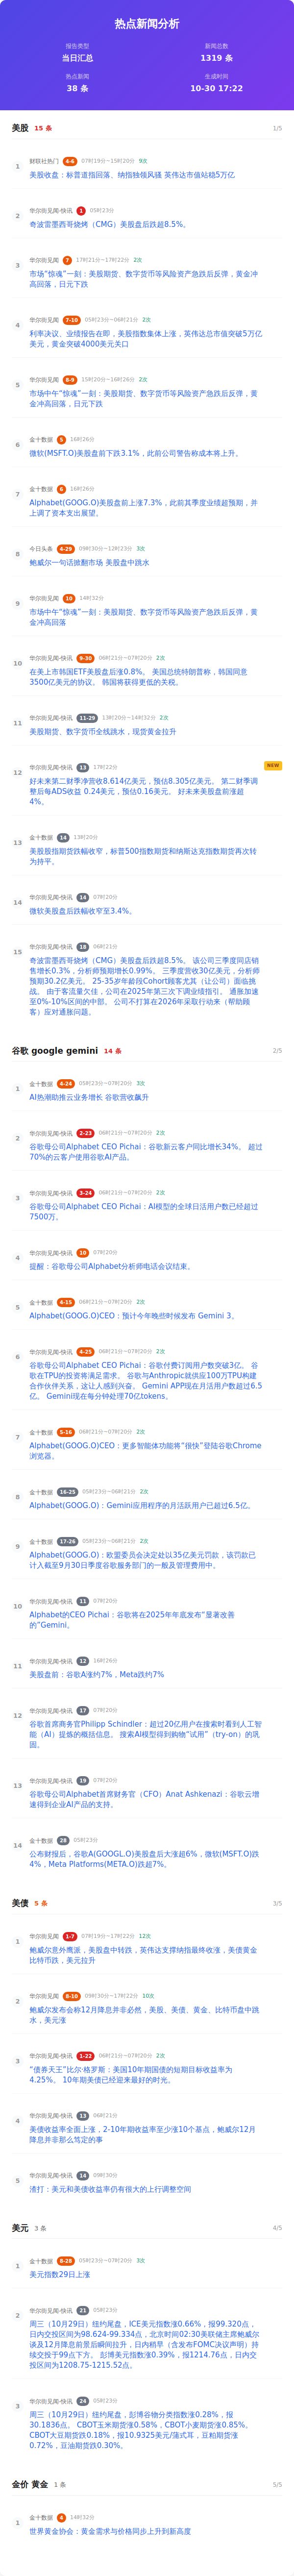 热点新闻分析
报告类型
当日汇总
新闻总数
1319 条
热点新闻
38 条
生成时间
10-30 17:22
美股 15 条 1/5
1
财联社热门 4-6 07时19分~15时20分 9次
美股收盘：标普道指回落、纳指独领风骚 英伟达市值站稳5万亿
2
华尔街见闻-快讯 1 05时23分
奇波雷墨西哥烧烤（CMG）美股盘后跌超8.5%。
3
华尔街见闻 7 17时21分~17时22分 2次
市场“惊魂”一刻：美股期货、数字货币等风险资产急跌后反弹，黄金冲
高回落，日元下跌
4
华尔街见闻 7-10 05时23分~06时21分 2次
利率决议、业绩报告在即，美股指数集体上涨，英伟达总市值突破5万亿
美元，黄金突破4000美元关口
5
华尔街见闻 8-9 15时20分~16时26分 2次
市场中午“惊魂”一刻：美股期货、数字货币等风险资产急跌后反弹，黄
金冲高回落，日元下跌
6
金十数据 5 16时26分
微软(MSFT.O)美股盘前下跌3.1%，此前公司警告称成本将上升。
7
金十数据 6 16时26分
Alphabet(GOOG.O)美股盘前上涨7.3%，此前其季度业绩超预期，并
上调了资本支出展望。
8
今日头条 4-29 09时30分~12时23分 3次
鲍威尔一句话掀翻市场 美股盘中跳水
9
华尔街见闻 10 14时32分
市场中午“惊魂”一刻：美股期货、数字货币等风险资产急跌后反弹，黄
金冲高回落
10
华尔街见闻-快讯 9-30 06时21分~07时20分 2次
在美上市韩国ETF美股盘后涨0.8%。 美国总统特朗普称，韩国同意
3500亿美元的协议。 韩国将获得更低的关税。
11
华尔街见闻-快讯 11-29 13时20分~14时32分 2次
美股期货、数字货币全线跳水，现货黄金拉升
12
华尔街见闻-快讯 13 17时22分
NEW
好未来第二财季净营收8.614亿美元，预估8.305亿美元。 第二财季调
整后每ADS收益 0.24美元，预估0.16美元。 好未来美股盘前涨超
4%。
13
金十数据 14 13时20分
美股股指期货跌幅收窄，标普500指数期货和纳斯达克指数期货再次转
为持平。
14
华尔街见闻-快讯 14 07时20分
微软美股盘后跌幅收窄至3.4%。
15
华尔街见闻-快讯 18 06时21分
奇波雷墨西哥烧烤（CMG）美股盘后跌超8.5%。 该公司三季度同店销
售增长0.3%，分析师预期增长0.99%。 三季度营收30亿美元，分析师
预期30.2亿美元。 25-35岁年龄段Cohort顾客尤其（让公司）面临挑
战。 由于客流量欠佳，公司在2025年第三次下调业绩指引。 通胀加速
至0%-10%区间的中部。 公司不打算在2026年采取行动来（帮助顾
客）应对通胀问题。
谷歌 google gemini 14 条 2/5
1
金十数据 4-24 05时23分~07时20分 3次
AI热潮助推云业务增长 谷歌营收飙升
2
华尔街见闻-快讯 2-23 06时21分~07时20分 2次
谷歌母公司Alphabet CEO Pichai：谷歌新云客户同比增长34%。 超过
70%的云客户使用谷歌AI产品。
3
华尔街见闻-快讯 3-24 06时21分~07时20分 2次
谷歌母公司Alphabet CEO Pichai：AI模型的全球日活用户数已经超过
7500万。
4
华尔街见闻-快讯 10 07时20分
提醒：谷歌母公司Alphabet分析师电话会议结束。
5
金十数据 4-15 06时21分~07时20分 2次
Alphabet(GOOG.O)CEO：预计今年晚些时候发布 Gemini 3。
6
华尔街见闻-快讯 4-25 06时21分~07时20分 2次
谷歌母公司Alphabet CEO Pichai：谷歌付费订阅用户数突破3亿。 谷
歌在TPU的投资将满足需求。 谷歌与Anthropic就供应100万TPU构建
合作伙伴关系，这让人感到兴奋。 Gemini APP现在月活用户数超过6.5
亿。 Gemini现在每分钟处理70亿tokens。
7
金十数据 5-16 06时21分~07时20分 2次
Alphabet(GOOG.O)CEO：更多智能体功能将“很快”登陆谷歌Chrome
浏览器。
8
金十数据 16-25 05时23分~06时21分 2次
Alphabet(GOOG.O)：Gemini应用程序的月活跃用户已超过6.5亿。
9
金十数据 17-26 05时23分~06时21分 2次
Alphabet(GOOG.O)：欧盟委员会决定处以35亿美元罚款，该罚款已
计入截至9月30日季度谷歌服务部门的一般及管理费用中。
10
华尔街见闻-快讯 11 07时20分
Alphabet的CEO Pichai：谷歌将在2025年年底发布“显著改善
的”Gemini。
11
华尔街见闻-快讯 12 16时26分
美股盘前：谷歌A涨约7%，Meta跌约7%
12
华尔街见闻-快讯 17 07时20分
谷歌首席商务官Philipp Schindler：超过20亿用户在搜索时看到人工智
能（AI）提炼的概括信息。 搜索AI模型得到购物“试用”（try-on）的巩
固。
13
华尔街见闻-快讯 19 07时20分
谷歌母公司Alphabet首席财务官（CFO）Anat Ashkenazi：谷歌云增
速得到企业AI产品的支持。
14
金十数据 28 05时23分
公布财报后，谷歌A(GOOGL.O)美股盘后大涨超6%，微软(MSFT.O)跌
4%，Meta Platforms(META.O)跌超7%。
美债 5 条 3/5
1
华尔街见闻 1-7 07时19分~17时22分 12次
鲍威尔意外鹰派，美股盘中转跌，英伟达支撑纳指最终收涨，美债黄金
比特币跌，美元拉升
2
华尔街见闻 8-10 09时30分~17时22分 10次
鲍威尔发布会称12月降息并非必然，美股、美债、黄金、比特币盘中跳
水，美元涨
3
华尔街见闻-快讯 1-22 06时21分~07时20分 2次
“债券天王”比尔·格罗斯：美国10年期国债的短期目标收益率为
4.25%。 10年期美债已经迎来最好的时光。
4
华尔街见闻-快讯 13 06时21分
美债收益率全面上涨，2-10年期收益率至少涨10个基点，鲍威尔12月
降息并非那么笃定的事
5
华尔街见闻-快讯 14 09时30分
渣打：美元和美债收益率仍有很大的上行调整空间
美元 3 条 4/5
1
金十数据 8-28 05时23分~07时20分 3次
美元指数29日上涨
2
华尔街见闻-快讯 21 05时23分
周三（10月29日）纽约尾盘，ICE美元指数涨0.66%，报99.320点，
日内交投区间为98.624-99.334点，北京时间02:30美联储主席鲍威尔
谈及12月降息前景后瞬间拉升，日内稍早（含发布FOMC决议声明）持
续交投于99点下方。 彭博美元指数涨0.39%，报1214.76点，日内交
投区间为1208.75-1215.52点。
3
华尔街见闻-快讯 24 05时23分
周三（10月29日）纽约尾盘，彭博谷物分类指数涨0.28%，报
30.1836点。 CBOT玉米期货涨0.58%，CBOT小麦期货涨0.85%。
CBOT大豆期货跌0.18%，报10.9325美元/蒲式耳，豆粕期货涨
0.72%，豆油期货跌0.30%。
金价 黄金 1 条 5/5
1
金十数据 4 14时32分
世界黄金协会：黄金需求与价格同步上升到新高度